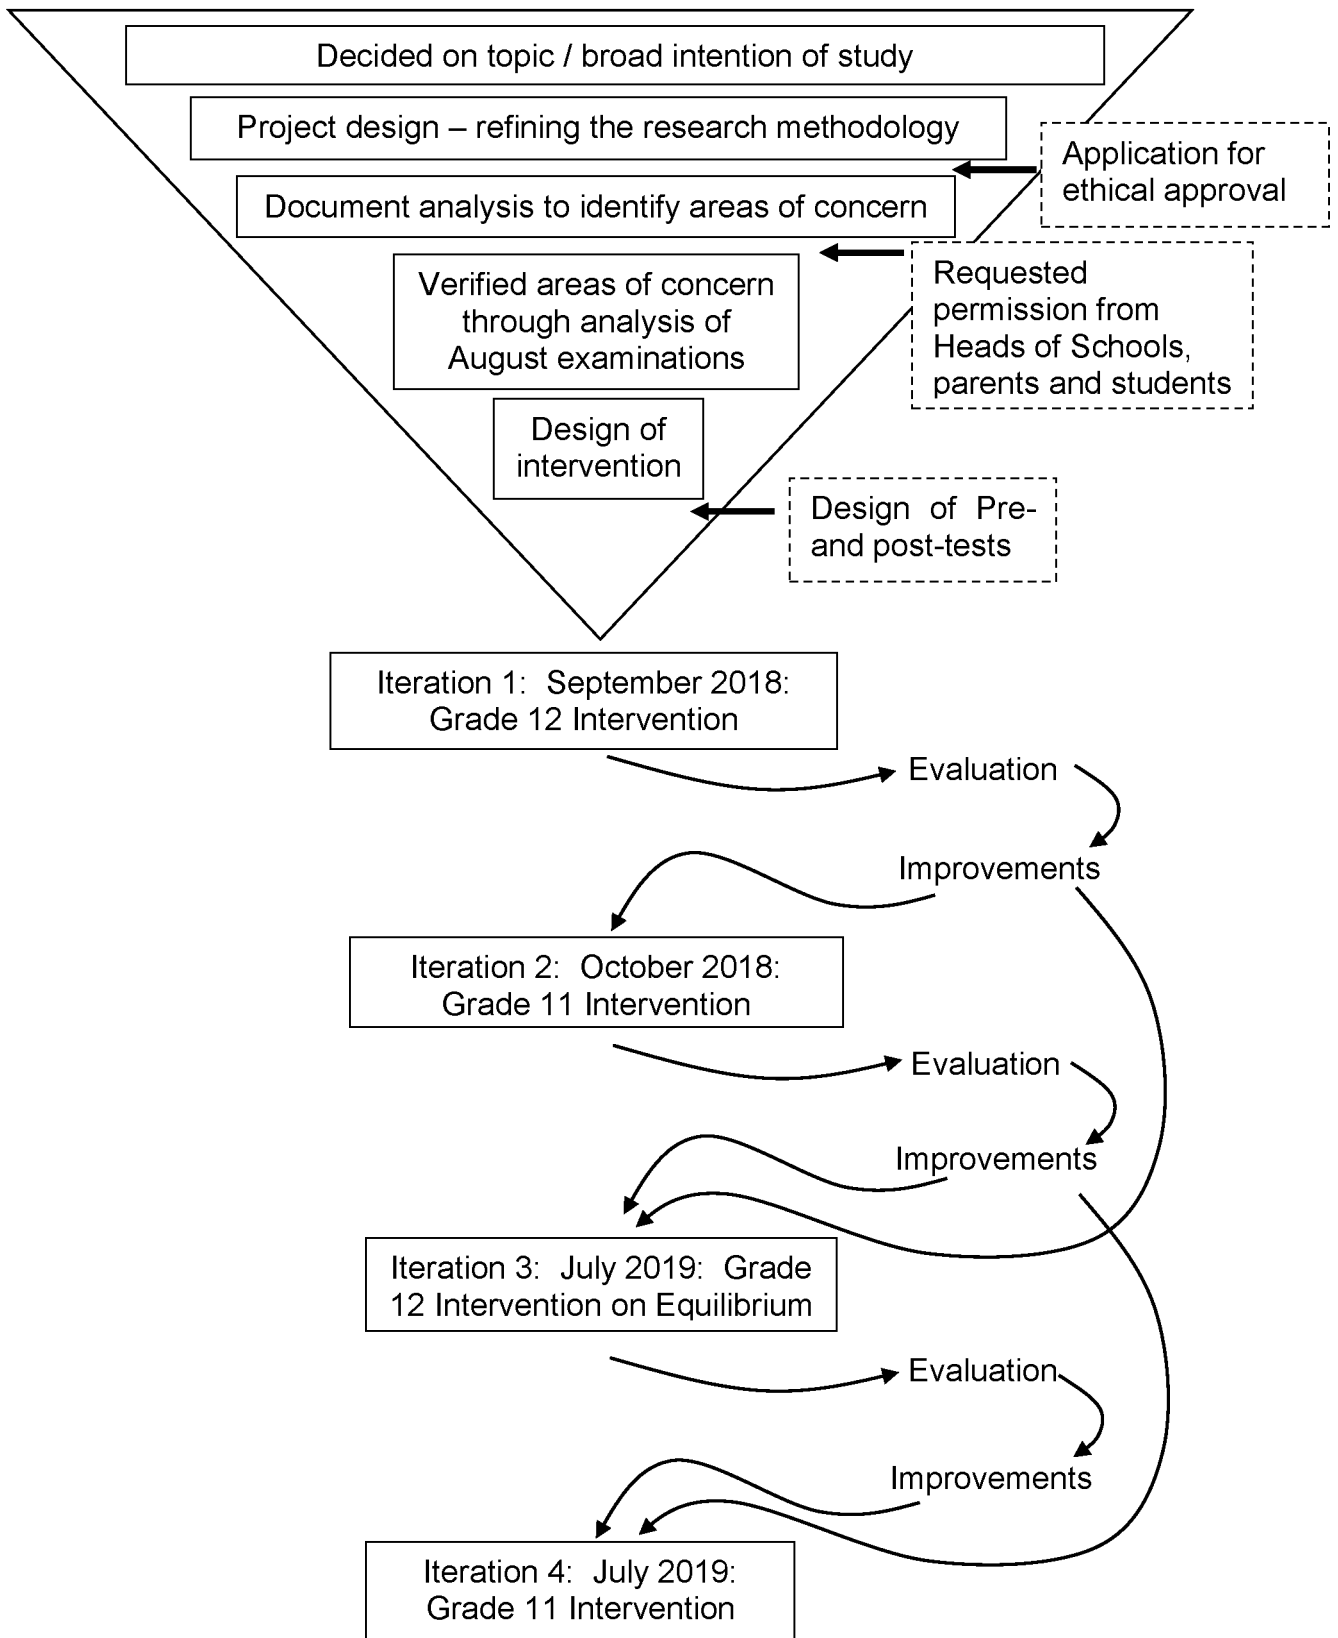 Decided on topic / broad intention of study
Project design – refining the research methodology
Application for
ethical approval
Document analysis to identify areas of concern
Verified areas of concern
through analysis of
August examinations
Requested
permission from
Heads of Schools,
parents and students
Design of
intervention
Design of Pre-
and post-tests
Iteration 1: September 2018:
Grade 12 Intervention
Evaluation
Improvements
Iteration 2: October 2018:
Grade 11 Intervention
Evaluation
Improvements
Iteration 3: July 2019: Grade
12 Intervention on Equilibrium
Evaluation
Improvements
Iteration 4: July 2019:
Grade 11 Intervention